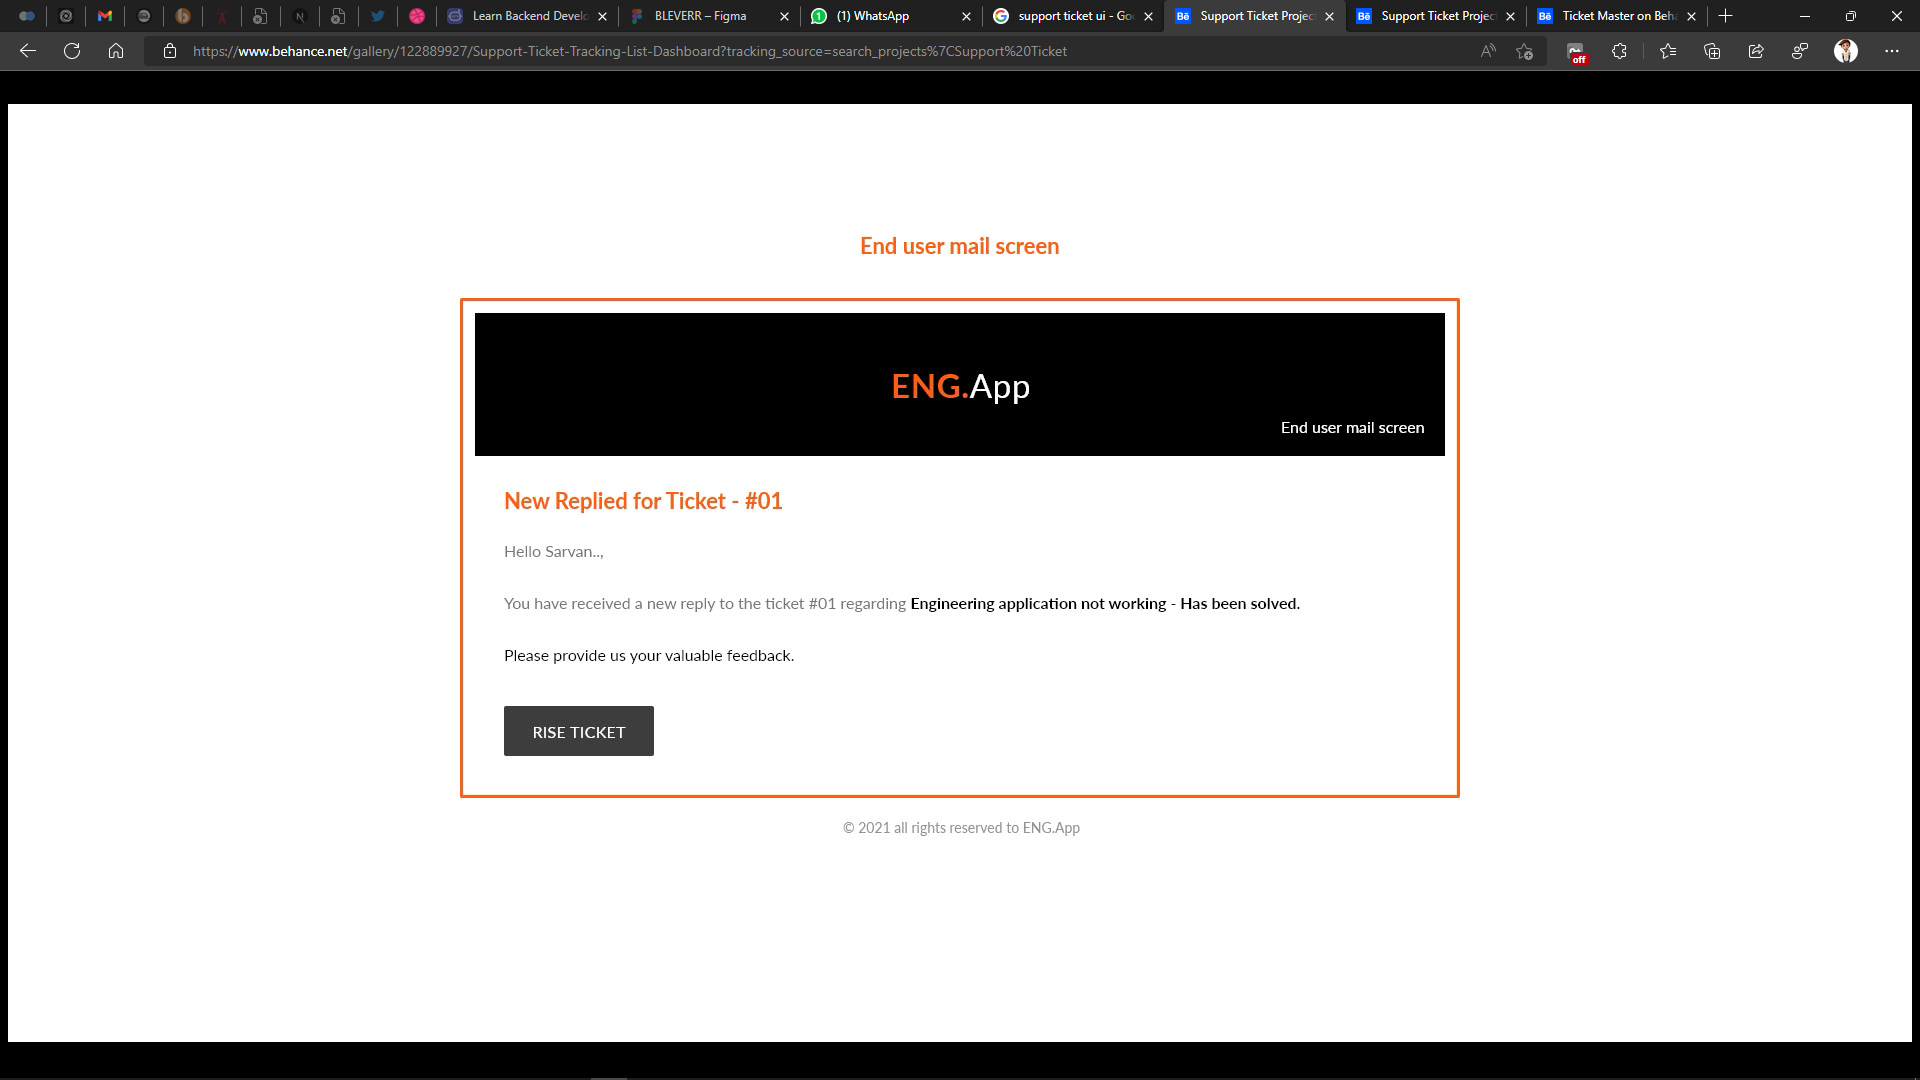 Learn Backend Develo
BLEVERR – Figma
(1) WhatsApp
support ticket ui - Goo
Support Ticket Project
Support Ticket Project
Ticket Master on Beha
https://www.behance.net/gallery/122889927/Support-Ticket-Tracking-List-Dashboard?tracking_source=search_projects%7CSupport%20Ticket
off
End user mail screen
ENG.App
End user mail screen
New Replied for Ticket - #01
Hello Sarvan..,
You have received a new reply to the ticket #01 regarding Engineering application not working - Has been solved.
Please provide us your valuable feedback.
RISE TICKET
© 2021 all rights reserved to ENG.App